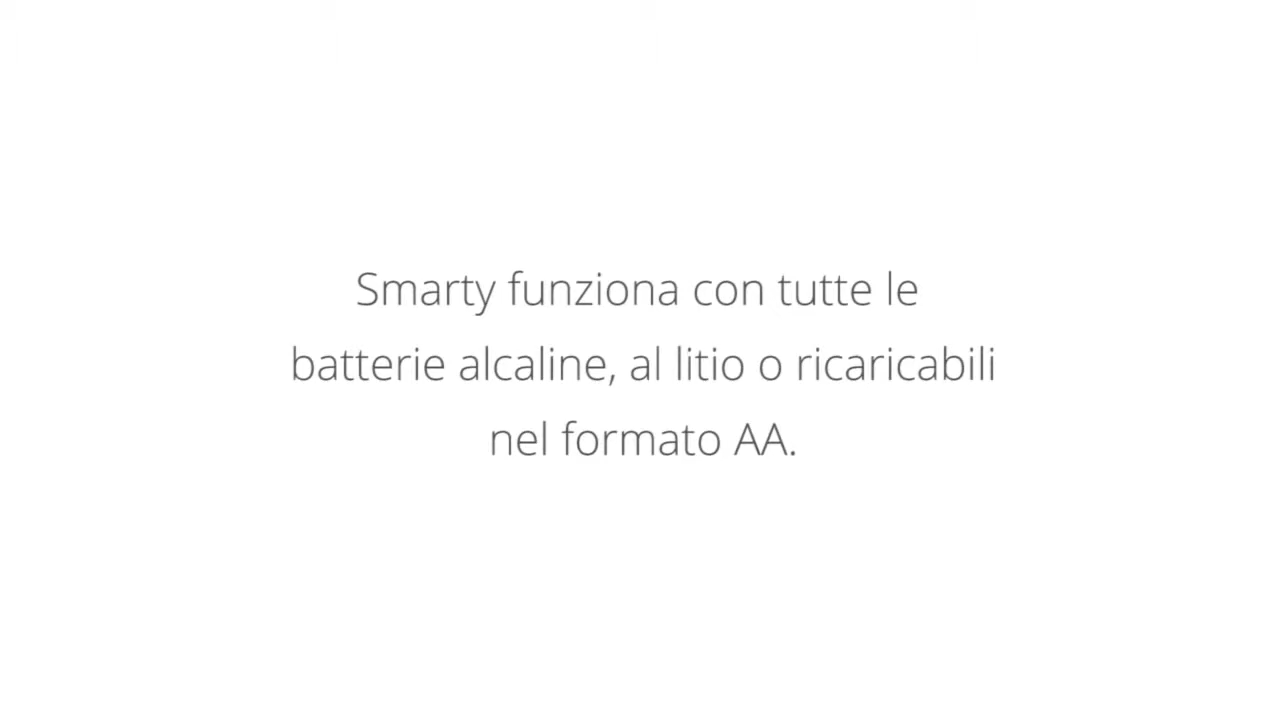 Smarty funziona con tutte le
batterie alcaline, al litio o ricaricabili
nel formato AA.